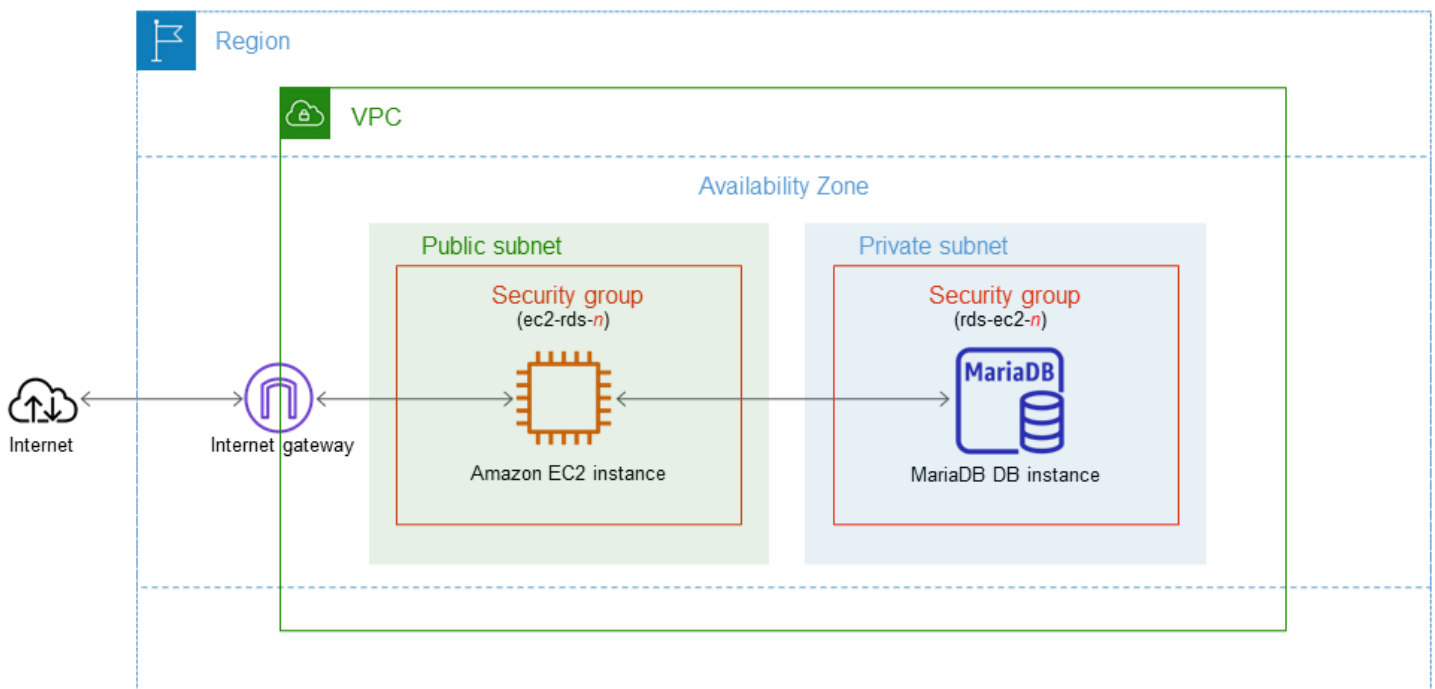 Region
VPC
Availability Zone
Public subnet
Private subnet
Security group
(ec2-rds-n)
Security group
(rds-ec2-n)
MariaDB
Internet
Internet gateway
Amazon EC2 instance
MariaDB DB instance